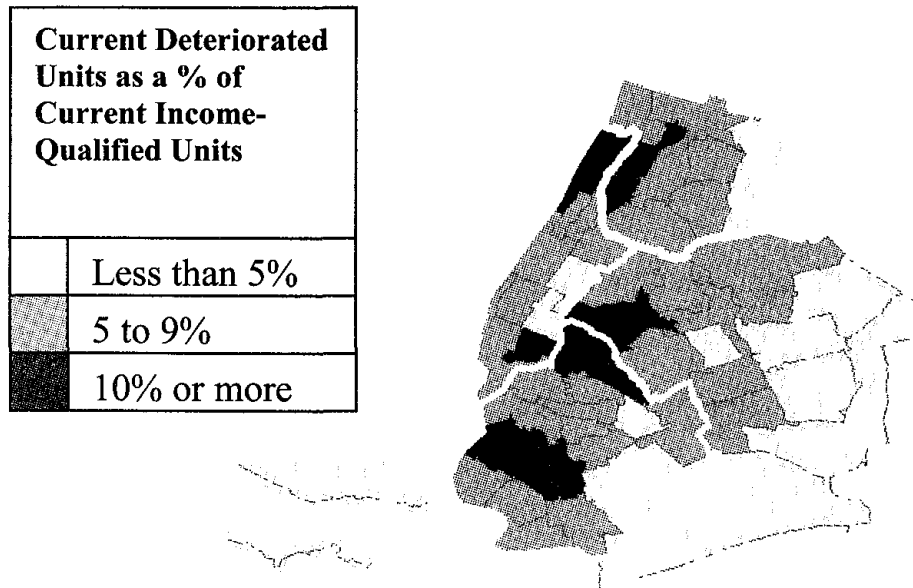 Current Deteriorated
Units as a % of
Current Income-
Qualified Units
Less than 5%
5 to 9%
10% or more